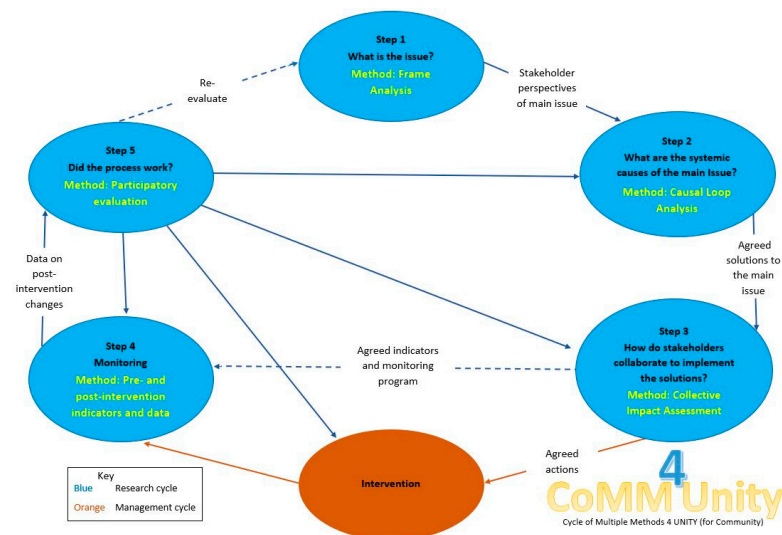 Step 1
What is the issue?
Method: Frame
Analysis
Re-
evaluate
Stakeholder
perspectives
of main issue
Step 5
Did the process work?
Method: Participatory
evaluation
Step 2
What are the systemic
causes of the main issue?
Method: Causal Loop
Analysis
Data on
post-
intervention
changes
Agreed
solutions to
the main
issue
Step 4
Monitoring
Method: Pre- and
post-intervention
indicators and data
Agreed indicators
and monitoring
program
Step 3
How do stakeholders
collaborate to implement
the solutions?
Method: Collective
Impact Assessment
Intervention
Agreed
actions
Key
Blue Research cycle
Orange Management cycle
4
CoMM Unity
Cycle of Multiple Methods 4 UNITY (for Community)